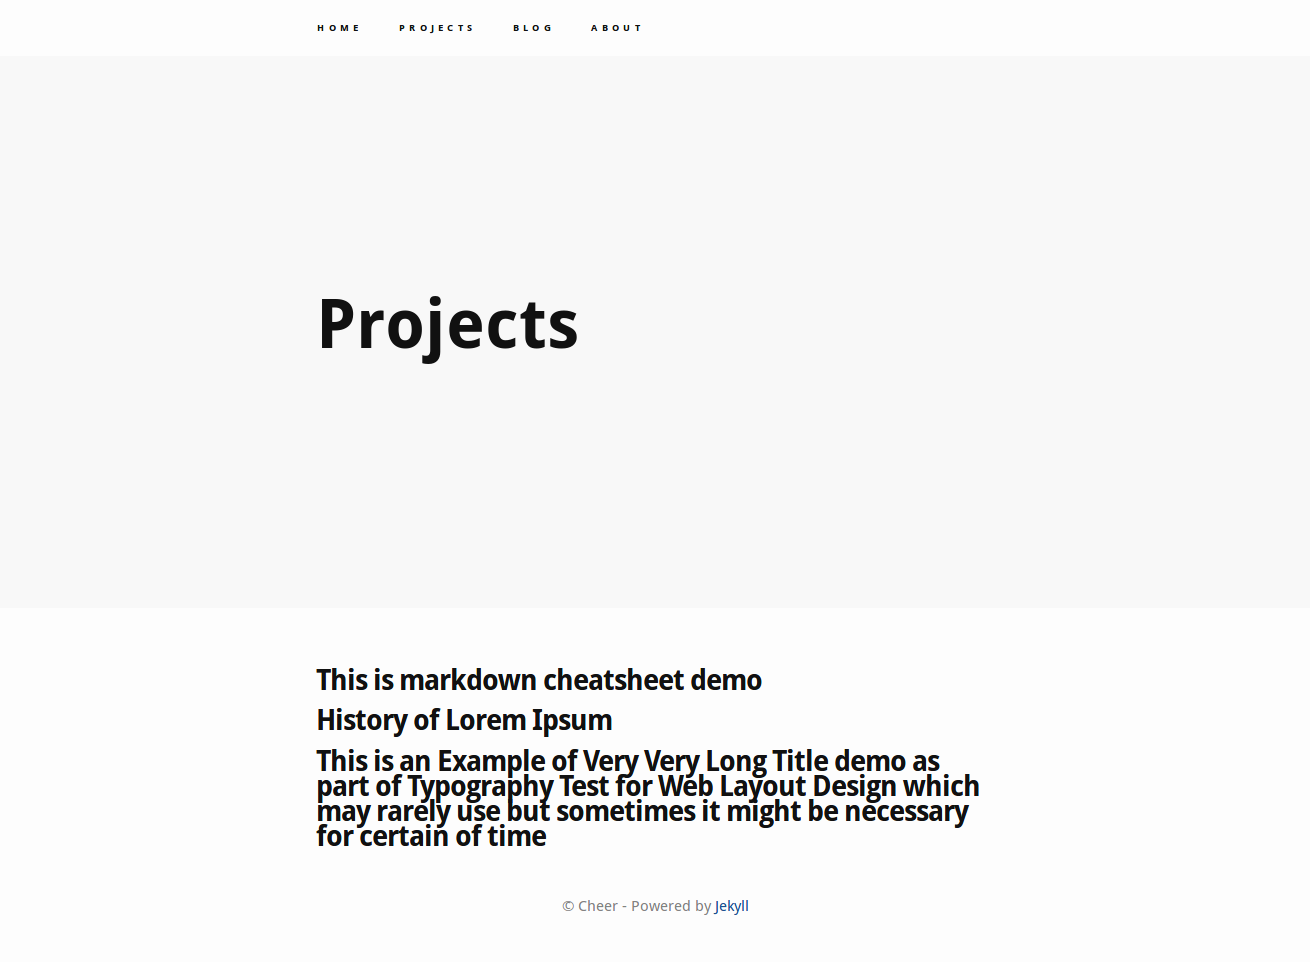 HOME PROJECTS BLOG ABOUT
Projects
This is markdown cheatsheet demo
History of Lorem Ipsum
This is an Example of Very Very Long Title demo as
part of Typography Test for Web Layout Design which
may rarely use but sometimes it might be necessary
for certain of time
© Cheer - Powered by Jekyll